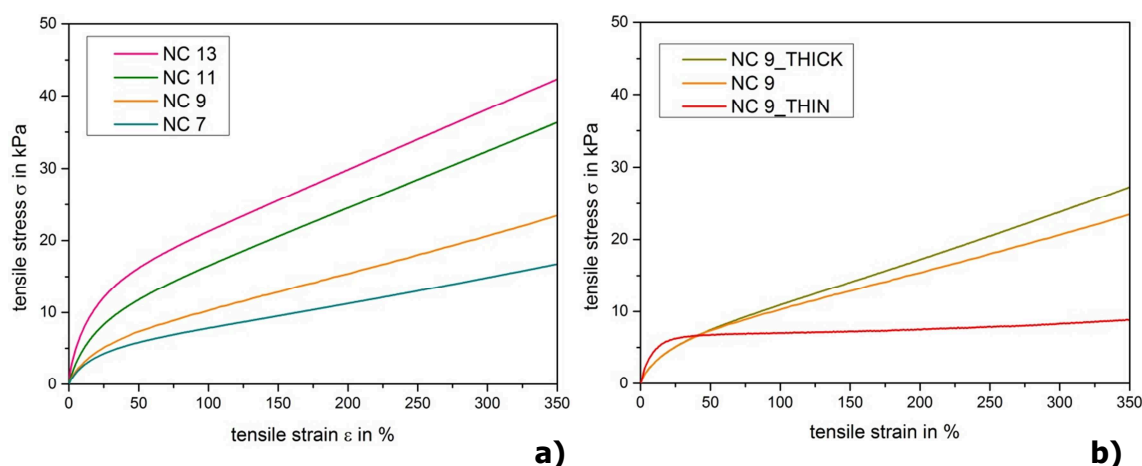 50
40
30
20
10
0
tensile stress σ in kPa
NC 13
NC 11
NC 9
NC 7
0 50 100 150 200 250 300 350
tensile strain ε in %
a)
50
40
30
20
10
0
tensile stress σ in kPa
NC 9_THICK
NC 9
NC 9_THIN
0 50 100 150 200 250 300 350
tensile strain in %
b)